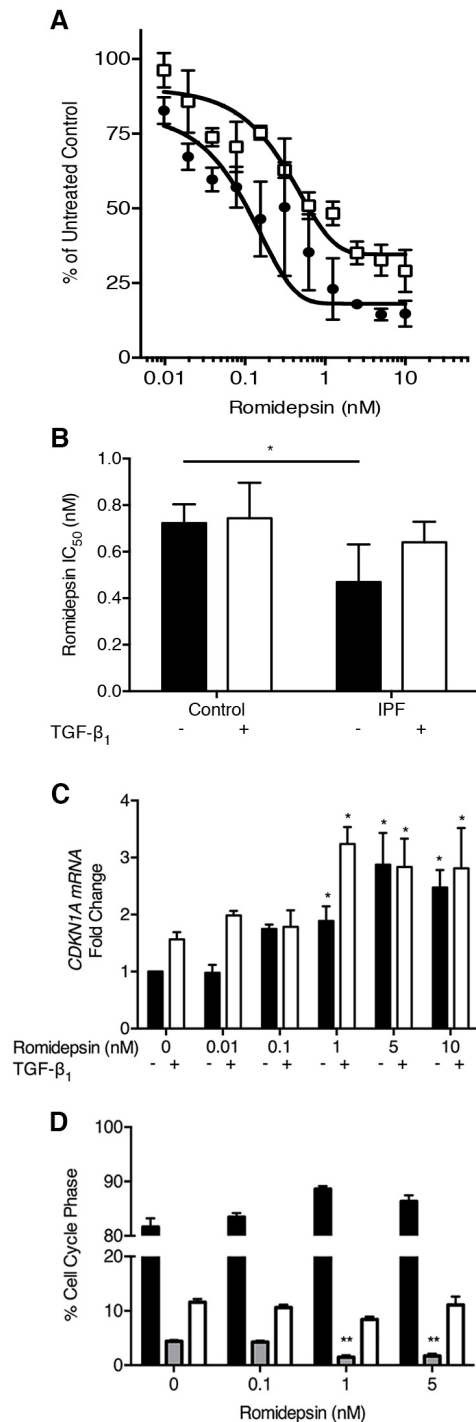 A
% of Untreated Control
100
75
50
25
0
0.01 0.1 1 10
Romidepsin (nM)
B
Romidepsin IC50 (nM)
1.0
0.8
0.6
0.4
0.2
0.0
*
Control IPF
TGF-β1 - + - +
C
CDKN1A mRNA
Fold Change
4
3
2
1
0
* * * * * *
Romidepsin (nM) 0 0.01 0.1 1 5 10
TGF-β1 - + - + - + - + - + - +
D
% Cell Cycle Phase
100
90
80
20
10
0
** **
0 0.1 1 5
Romidepsin (nM)